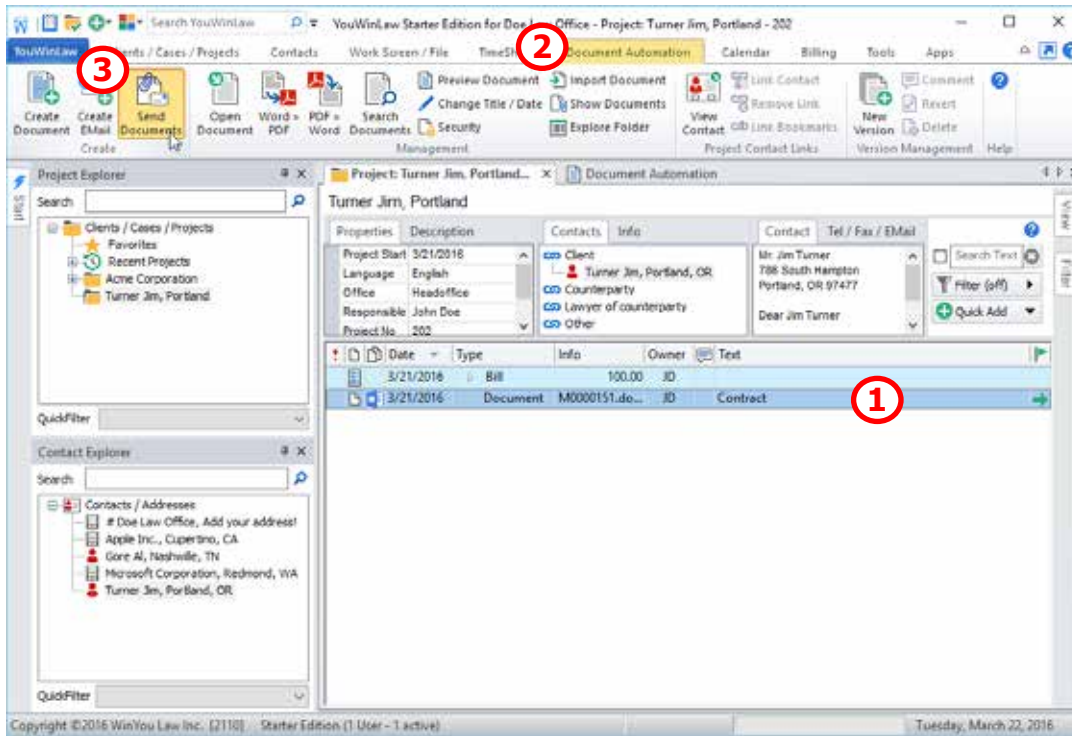 Search YouWinLaw
YouWinLaw Starter Edition for Doe Law Office - Project: Turner Jim, Portland - 202
YouWinLaw
ents / Cases / Projects
Contacts
Work Screen / File
TimeSh
Document Automation
Calendar
Billing
Tools
Apps
3
2
Create Document
Create EMail
Send Documents
Open Document
Word » PDF
PDF » Word
Search Documents
Preview Document
Change Title / Date
Security
Import Document
Show Documents
Explore Folder
View Contact
Link Contact
Remove Link
Link Bookmarks
New Version
Comment
Revert
Delete
Create
Management
Project Contact Links
Version Management
Help
Start
Project Explorer
Search
Clients / Cases / Projects
Favorites
Recent Projects
Acme Corporation
Turner Jim, Portland
QuickFilter
Contact Explorer
Search
Contacts / Addresses
# Doe Law Office, Add your address!
Apple Inc., Cupertino, CA
Gore Al, Nashville, TN
Microsoft Corporation, Redmond, WA
Turner Jim, Portland, OR
QuickFilter
Project: Turner Jim, Portland...
Document Automation
Turner Jim, Portland
Properties
Description
Project Start 3/21/2016
Language English
Office Headoffice
Responsible John Doe
Project No 202
Contacts
Info
Client
Turner Jim, Portland, OR
Counterparty
Lawyer of counterparty
Other
Contact
Tel / Fax / EMail
Mr. Jim Turner
786 South Hampton
Portland, OR 97477
Dear Jim Turner
Search Text
Filter (off)
Quick Add
View
Filter
Date Type Info Owner Text
3/21/2016 Bill 100.00 JD
3/21/2016 Document M0000151.do... JD Contract
1
Copyright ©2016 WinYou Law Inc. [2110] Starter Edition (1 User - 1 active)
Tuesday, March 22, 2016